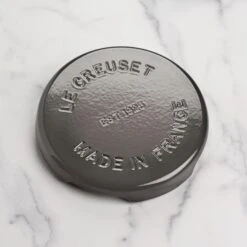 LE CREUSET
EST. 1925
MADE IN FRANCE